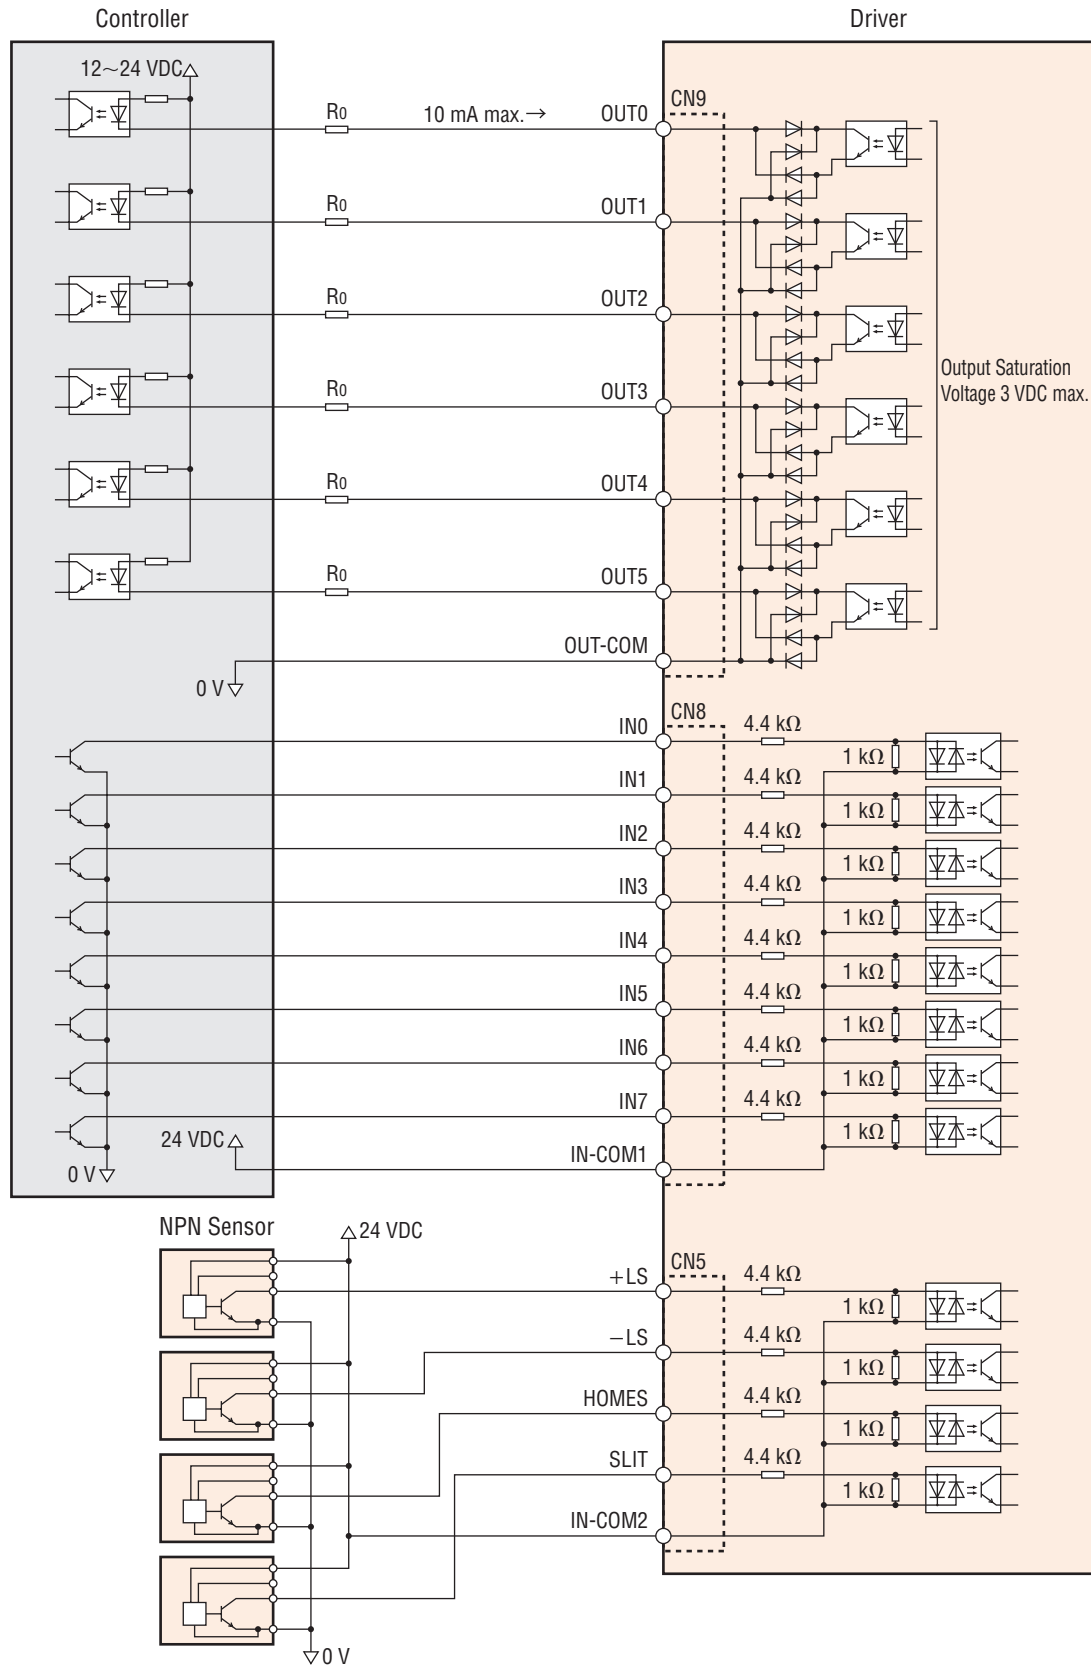 Controller
Driver
12~24 VDC
CN9
R0
10 mA max.→
OUT0
R0
OUT1
R0
OUT2
Output Saturation
Voltage 3 VDC max.
R0
OUT3
R0
OUT4
R0
OUT5
OUT-COM
0 V
CN8
IN0
4.4 kΩ
1 kΩ
IN1
4.4 kΩ
1 kΩ
IN2
4.4 kΩ
1 kΩ
IN3
4.4 kΩ
1 kΩ
IN4
4.4 kΩ
1 kΩ
IN5
4.4 kΩ
1 kΩ
IN6
4.4 kΩ
1 kΩ
IN7
4.4 kΩ
1 kΩ
24 VDC
IN-COM1
0 V
NPN Sensor
24 VDC
CN5
+LS
4.4 kΩ
1 kΩ
−LS
4.4 kΩ
1 kΩ
HOMES
4.4 kΩ
1 kΩ
SLIT
4.4 kΩ
1 kΩ
IN-COM2
0 V